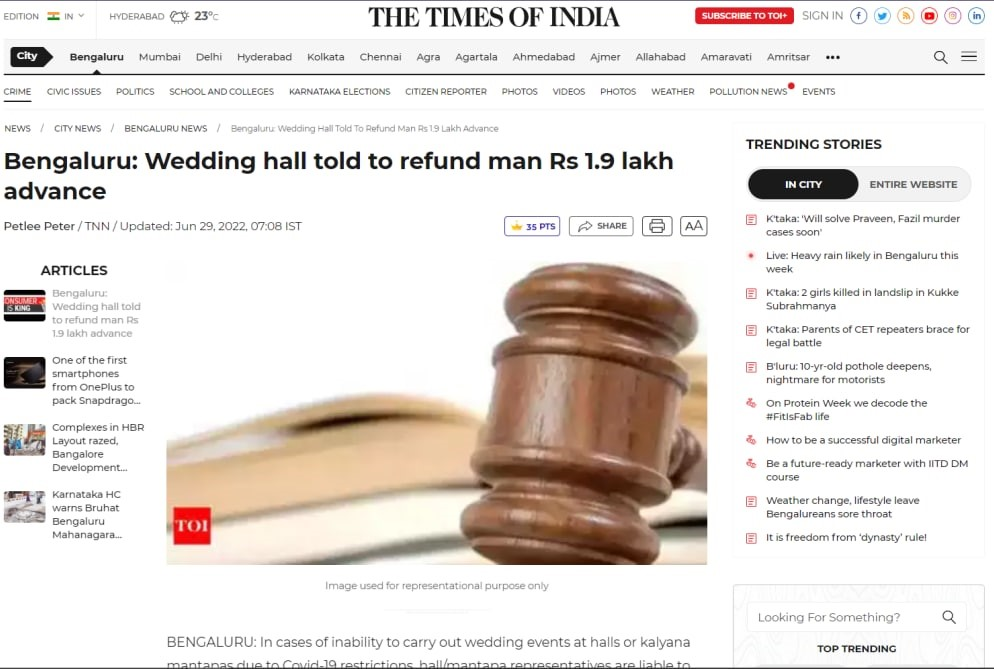 EDITION IN
HYDERABAD 23°C
THE TIMES OF INDIA
SUBSCRIBE TO TOI+ SIGN IN
City Bengaluru Mumbai Delhi Hyderabad Kolkata Chennai Agra Agartala Ahmedabad Ajmer Allahabad Amaravati Amritsar
CRIME CIVIC ISSUES POLITICS SCHOOL AND COLLEGES KARNATAKA ELECTIONS CITIZEN REPORTER PHOTOS VIDEOS PHOTOS WEATHER POLLUTION NEWS EVENTS
NEWS / CITY NEWS / BENGALURU NEWS / Bengaluru: Wedding Hall Told To Refund Man Rs 1.9 Lakh Advance
Bengaluru: Wedding hall told to refund man Rs 1.9 lakh
advance
Petlee Peter / TNN / Updated: Jun 29, 2022, 07:08 IST
35 PTS SHARE AA
ARTICLES
CONSUMER
IS KING
Bengaluru:
Wedding hall told
to refund man Rs
1.9 lakh advance
One of the first
smartphones
from OnePlus to
pack Snapdrago...
Complexes in HBR
Layout razed,
Bangalore
Development...
Karnataka HC
warns Bruhat
Bengaluru
Mahanagara...
TOI
Image used for representational purpose only
BENGALURU: In cases of inability to carry out wedding events at halls or kalyana
mantapas due to Covid-19 restrictions, hall/mantapa representatives are liable to
TRENDING STORIES
IN CITY ENTIRE WEBSITE
K'taka: 'Will solve Praveen, Fazil murder
cases soon'
Live: Heavy rain likely in Bengaluru this
week
K'taka: 2 girls killed in landslip in Kukke
Subrahmanya
K'taka: Parents of CET repeaters brace for
legal battle
B'luru: 10-yr-old pothole deepens,
nightmare for motorists
On Protein Week we decode the
#FitIsFab life
How to be a successful digital marketer
Be a future-ready marketer with IITD DM
course
Weather change, lifestyle leave
Bengalureans sore throat
It is freedom from 'dynasty' rule!
Looking For Something?
TOP TRENDING